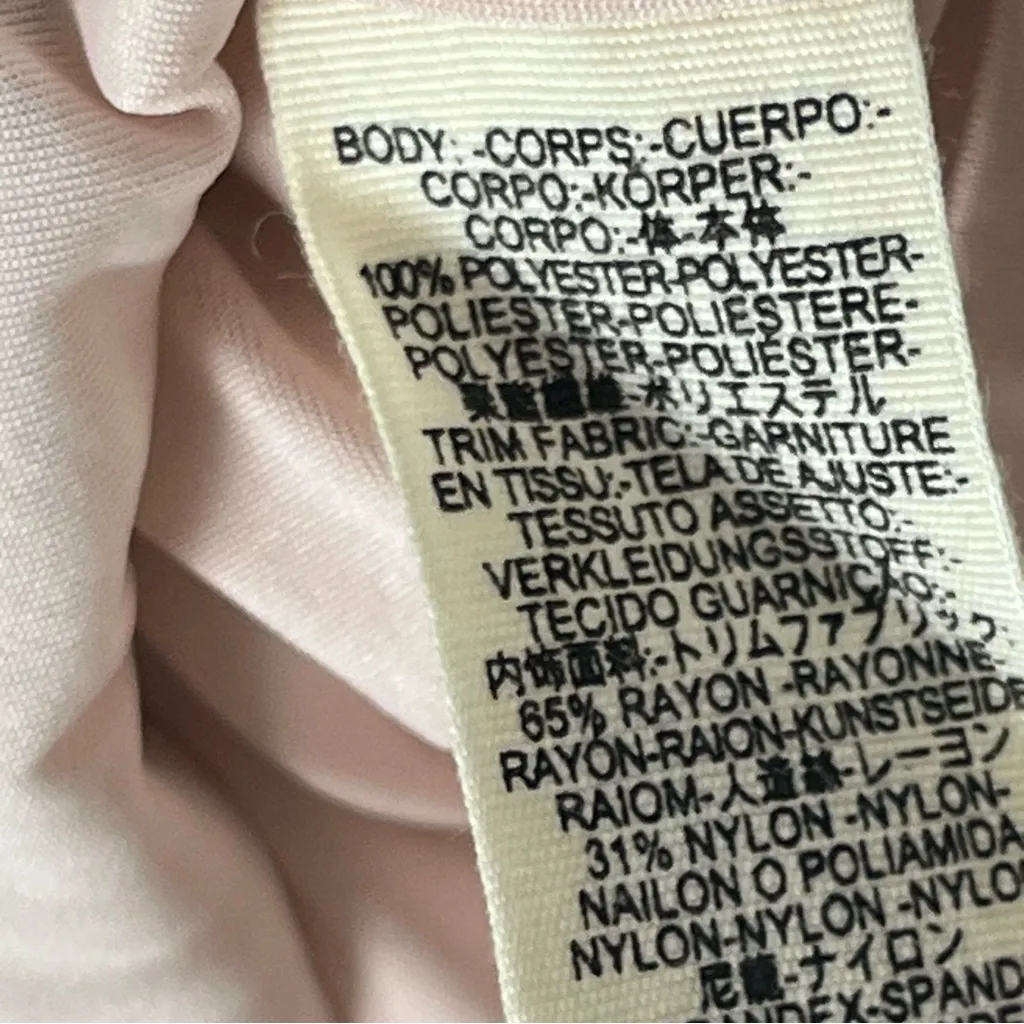 BODY:-CORPS:-CUERPO:-
CORPO:-KÖRPER:-
CORPO:-体-本体
100% POLYESTER-POLYESTER-
POLIESTER-POLIESTERE-
POLYESTER-POLIÉSTER-
聚酯纖維-ポリエステル
TRIM FABRIC:-GARNITURE
EN TISSU:-TELA DE AJUSTE:-
TESSUTO ASSETTO:-
VERKLEIDUNGSSTOFF:-
TECIDO GUARNIÇÃO:-
内饰面料:-トリムファブリック:
65% RAYON -RAYONNE-
RAYÓN-RAION-KUNSTSEIDE
RAIOM-人造絲-レーヨン
31% NYLON -NYLON-
NAILON O POLIAMIDA
NYLON-NYLON -NYLO
尼龍-ナイロン
ANDEX-SPAND